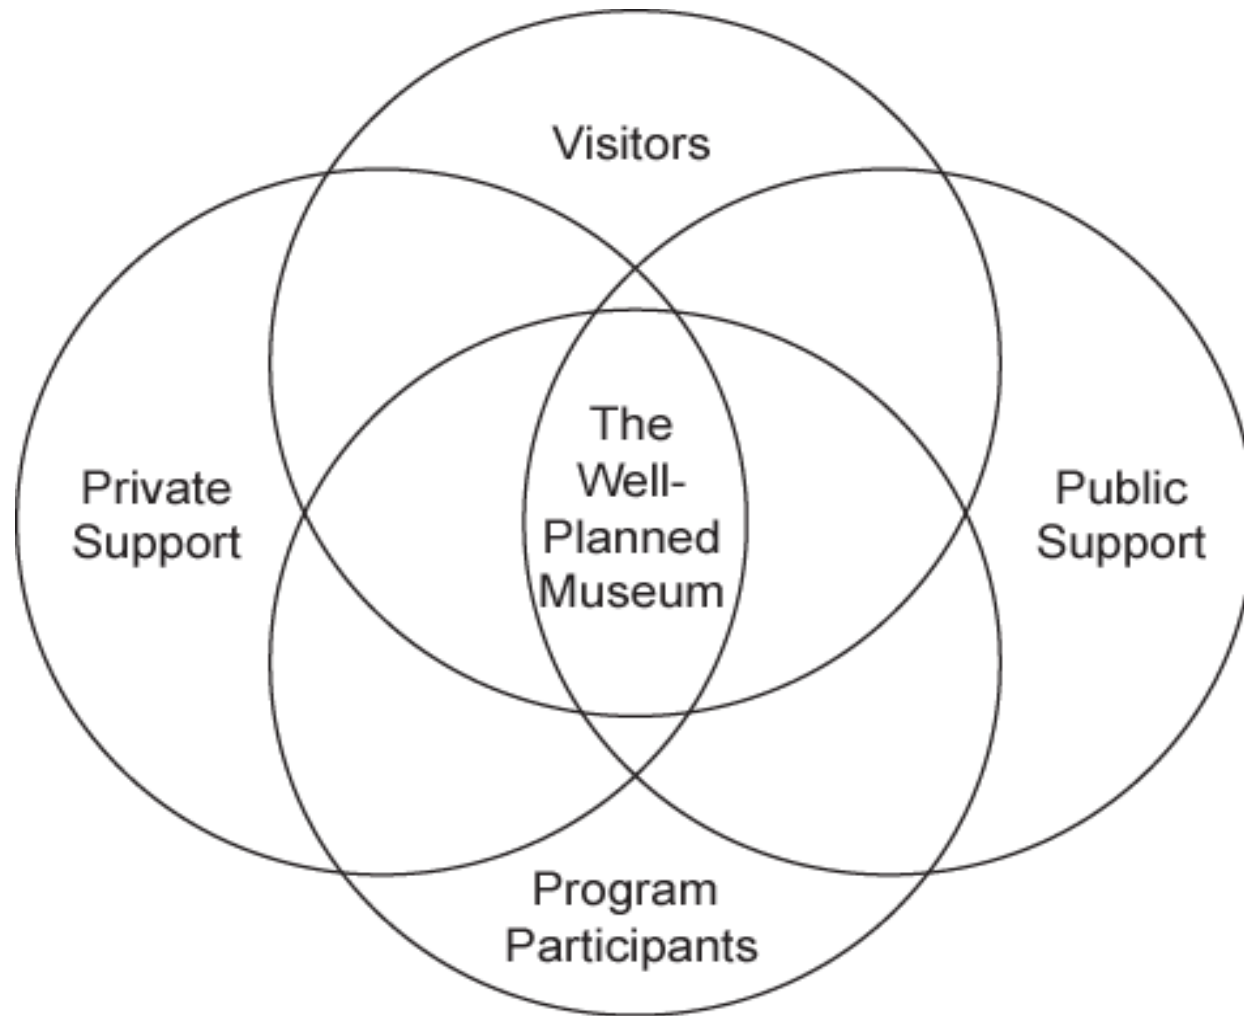 Visitors
Private
Support
The
Well-
Planned
Museum
Public
Support
Program
Participants